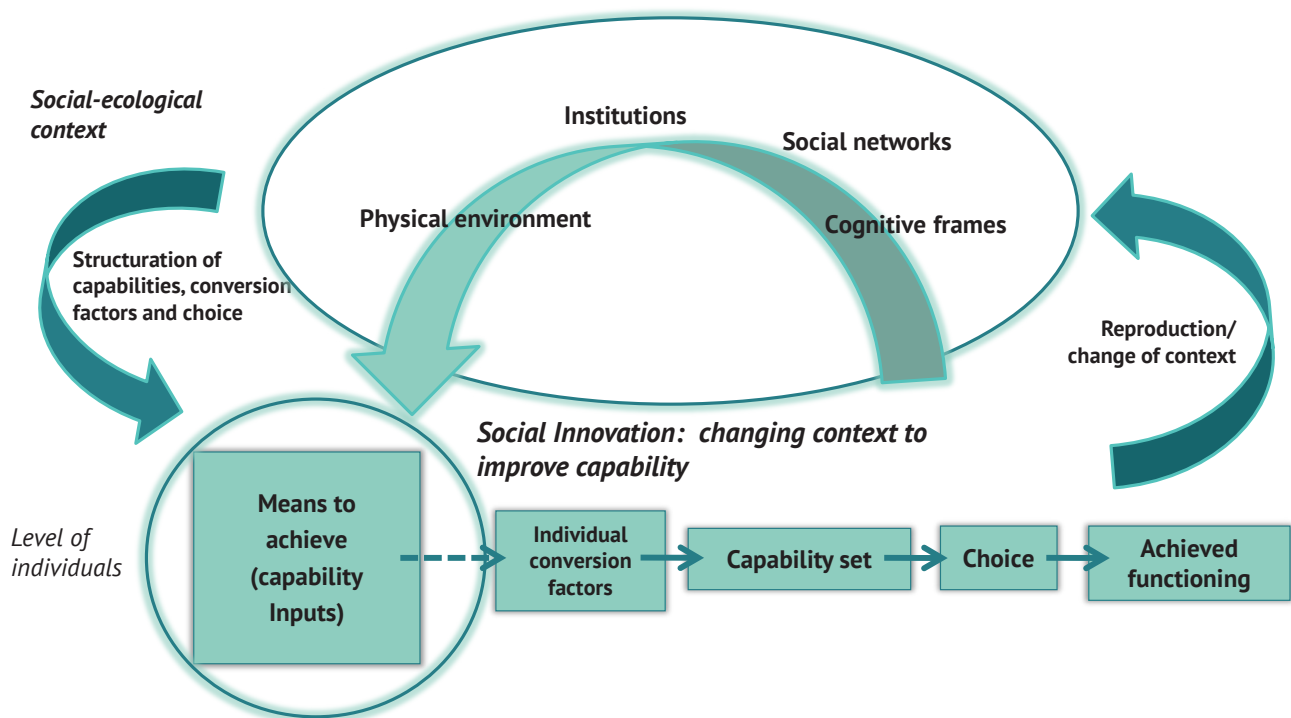 Social-ecological
context
Institutions
Social networks
Physical environment
Cognitive frames
Structuration of
capabilities, conversion
factors and choice
Reproduction/
change of context
Social Innovation: changing context to
improve capability
Level of
individuals
Means to
achieve
(capability
Inputs)
Individual
conversion
factors
Capability set
Choice
Achieved
functioning